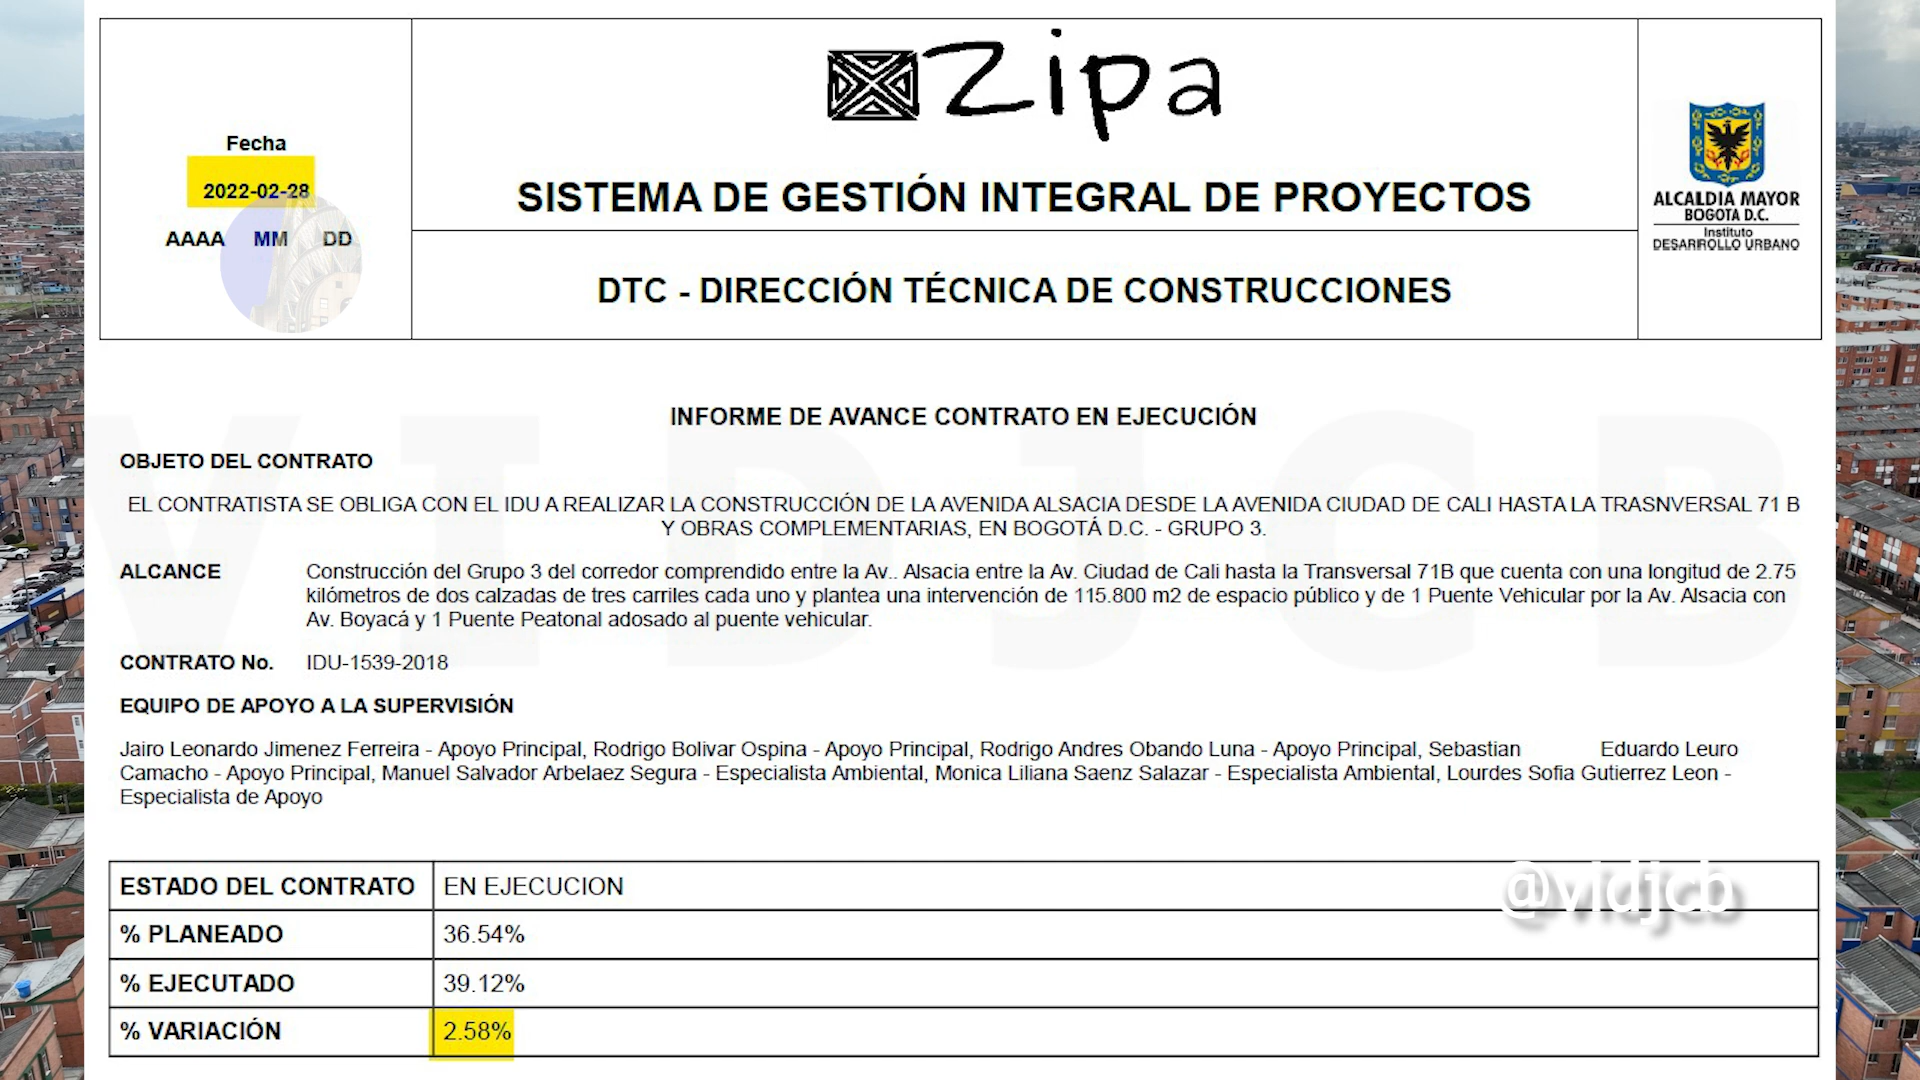 Zipa
Fecha
2022-02-28
AAAA MM DD
SISTEMA DE GESTIÓN INTEGRAL DE PROYECTOS
DTC - DIRECCIÓN TÉCNICA DE CONSTRUCCIONES
ALCALDIA MAYOR
BOGOTA D.C.
Instituto
DESARROLLO URBANO
INFORME DE AVANCE CONTRATO EN EJECUCIÓN
OBJETO DEL CONTRATO
EL CONTRATISTA SE OBLIGA CON EL IDU A REALIZAR LA CONSTRUCCIÓN DE LA AVENIDA ALSACIA DESDE LA AVENIDA CIUDAD DE CALI HASTA LA TRASNVERSAL 71 B
Y OBRAS COMPLEMENTARIAS, EN BOGOTÁ D.C. - GRUPO 3.
ALCANCE Construcción del Grupo 3 del corredor comprendido entre la Av.. Alsacia entre la Av. Ciudad de Cali hasta la Transversal 71B que cuenta con una longitud de 2.75
kilómetros de dos calzadas de tres carriles cada uno y plantea una intervención de 115.800 m2 de espacio público y de 1 Puente Vehicular por la Av. Alsacia con
Av. Boyacá y 1 Puente Peatonal adosado al puente vehicular.
VIDJCB
CONTRATO No. IDU-1539-2018
EQUIPO DE APOYO A LA SUPERVISIÓN
Jairo Leonardo Jimenez Ferreira - Apoyo Principal, Rodrigo Bolivar Ospina - Apoyo Principal, Rodrigo Andres Obando Luna - Apoyo Principal, Sebastian Eduardo Leuro
Camacho - Apoyo Principal, Manuel Salvador Arbelaez Segura - Especialista Ambiental, Monica Liliana Saenz Salazar - Especialista Ambiental, Lourdes Sofia Gutierrez Leon -
Especialista de Apoyo
ESTADO DEL CONTRATO EN EJECUCION
@vidjcb
% PLANEADO 36.54%
% EJECUTADO 39.12%
% VARIACIÓN 2.58%